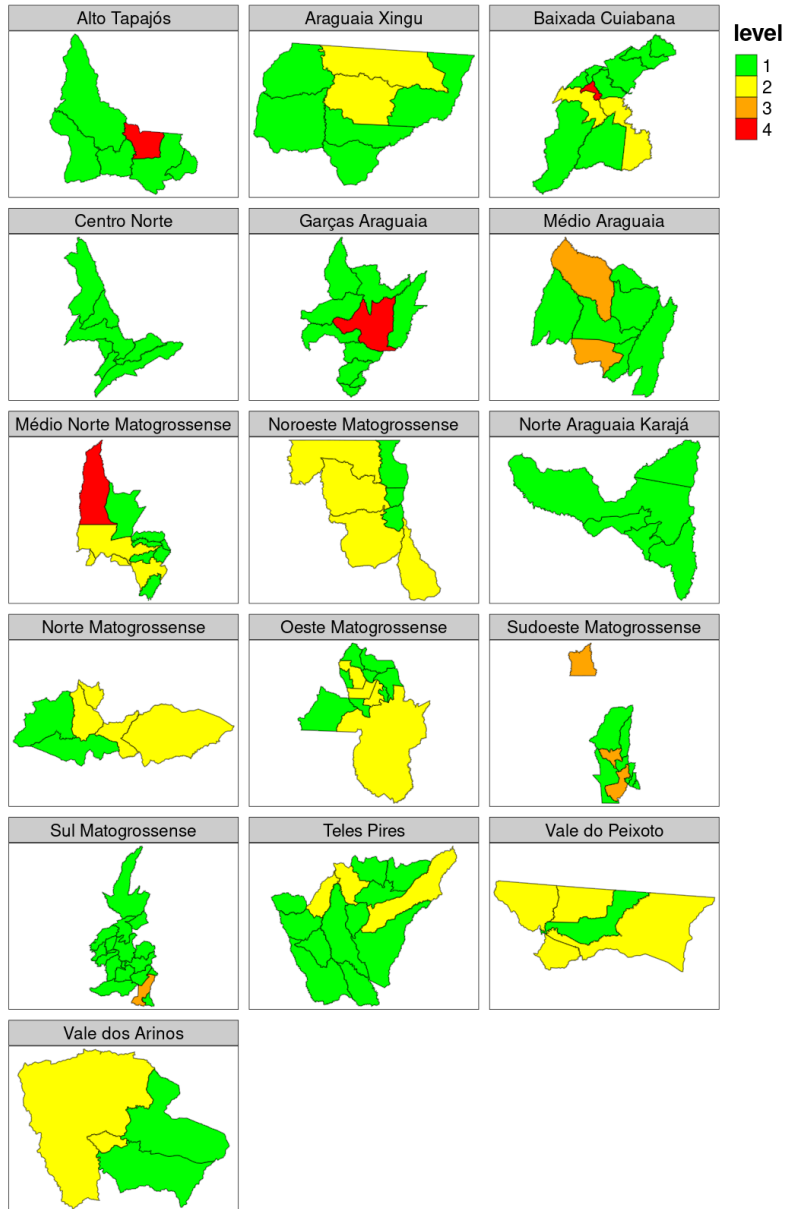 Alto Tapajós
Araguaia Xingu
Baixada Cuiabana
level
1
2
3
4
Centro Norte
Garças Araguaia
Médio Araguaia
Médio Norte Matogrossense
Noroeste Matogrossense
Norte Araguaia Karajá
Norte Matogrossense
Oeste Matogrossense
Sudoeste Matogrossense
Sul Matogrossense
Teles Pires
Vale do Peixoto
Vale dos Arinos